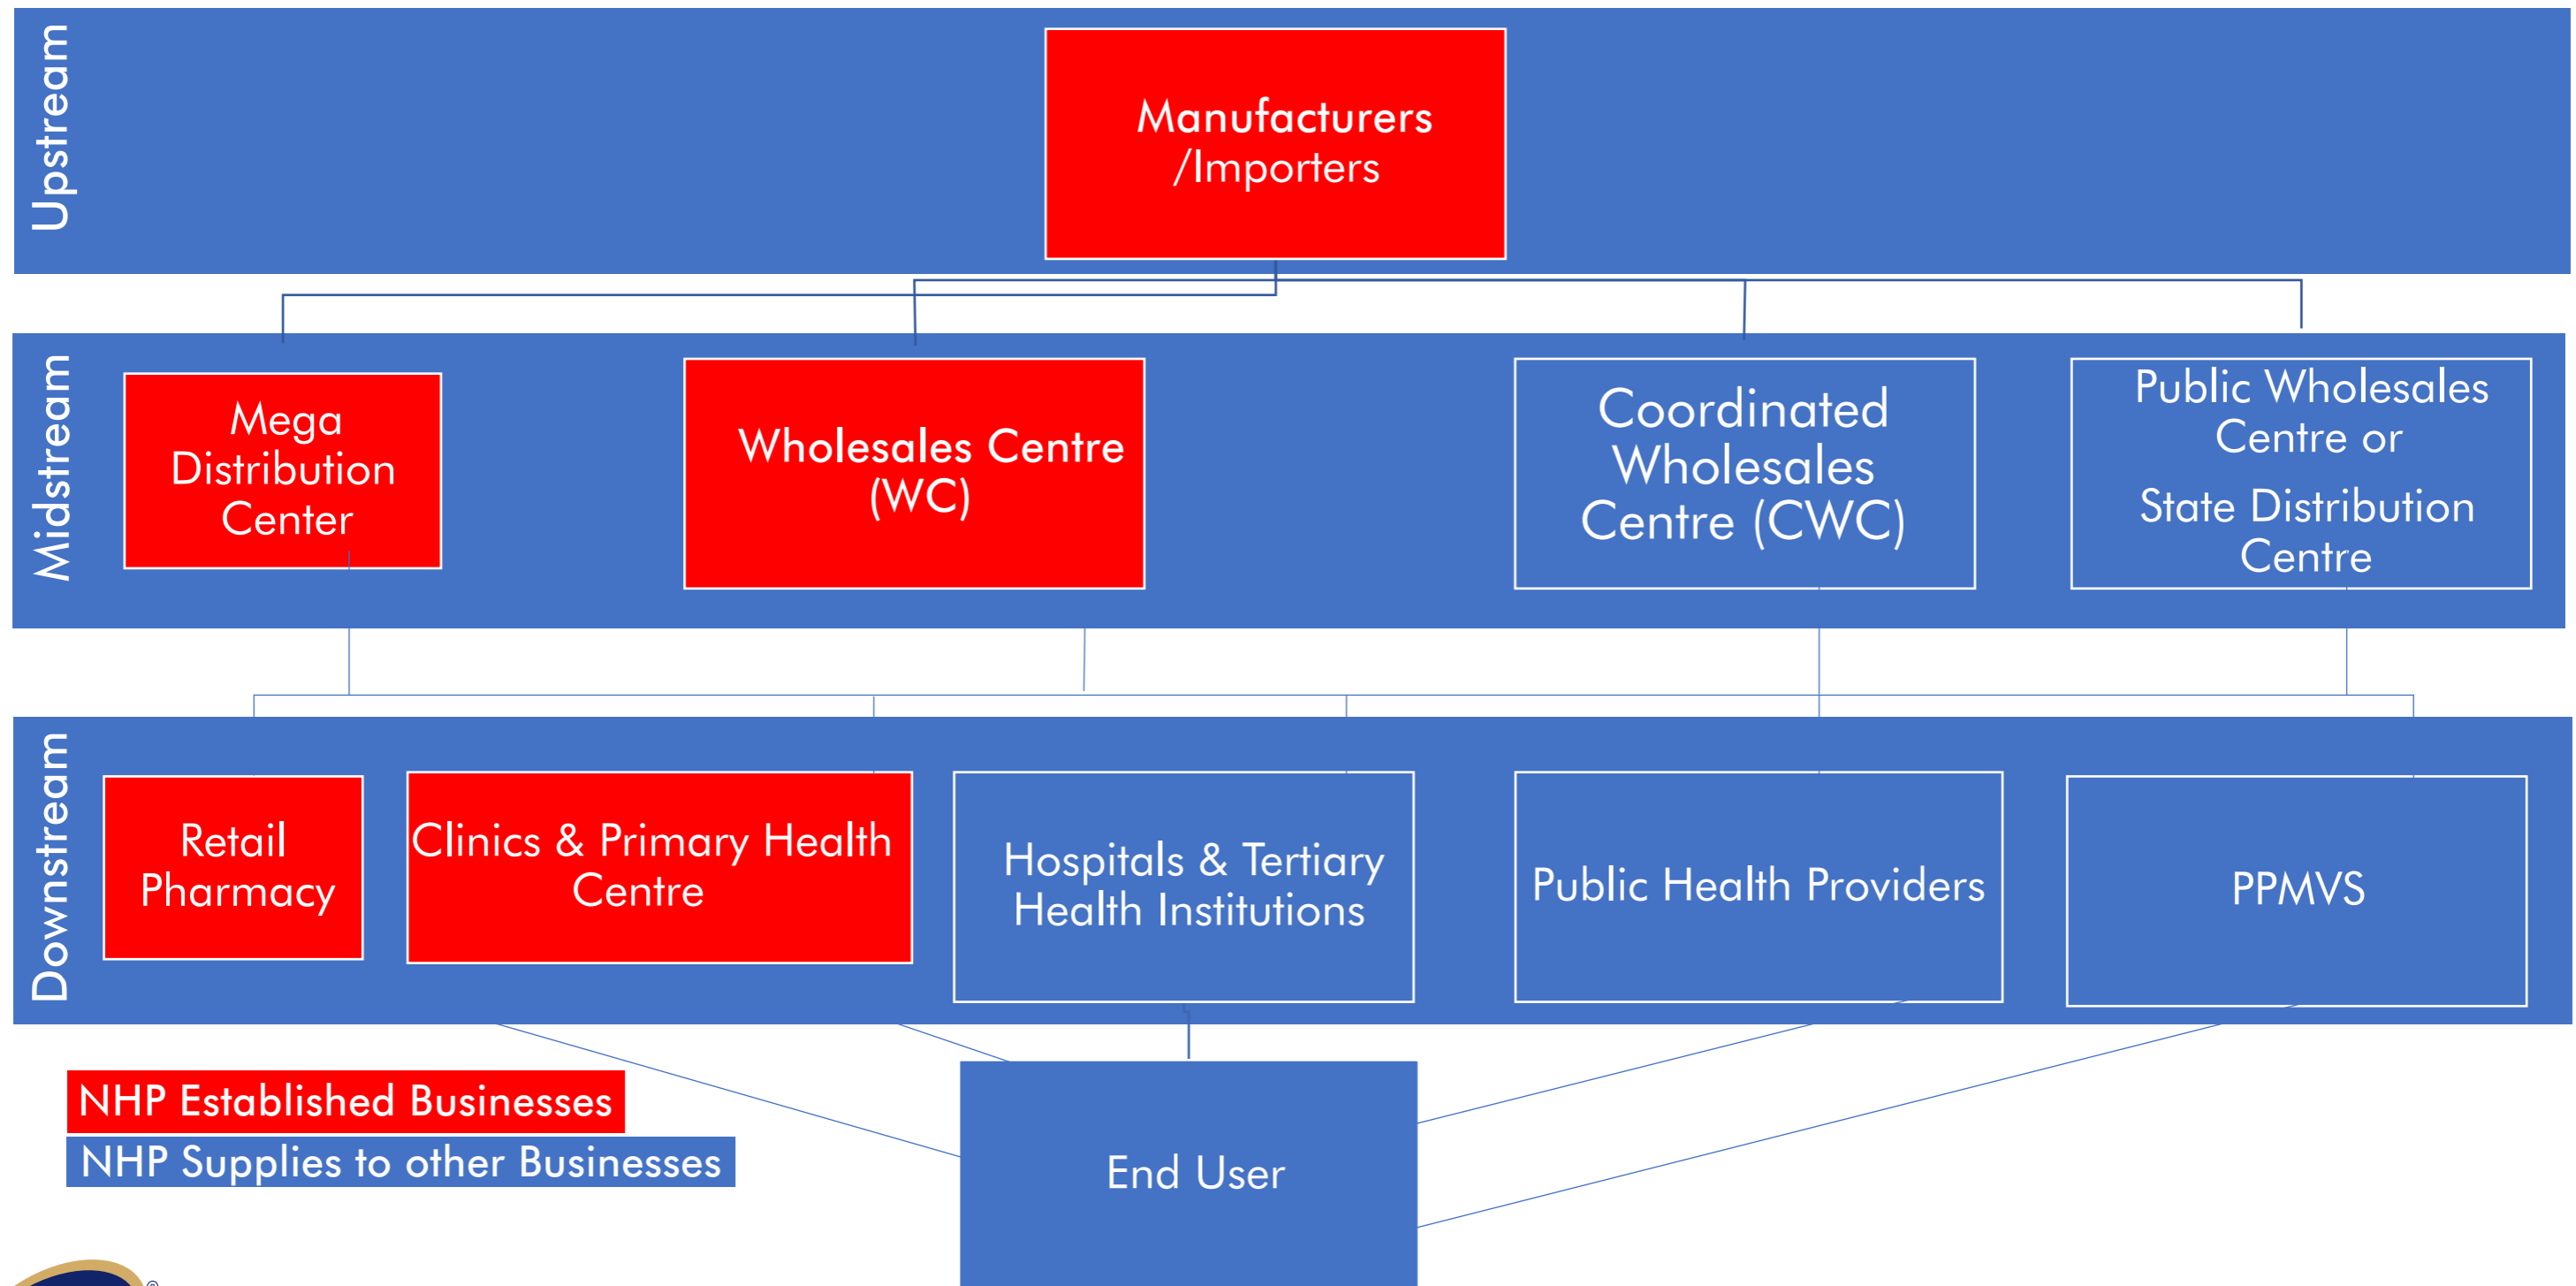 Upstream
Manufacturers
/Importers
Midstream
Mega
Distribution
Center
Wholesales Centre
(WC)
Coordinated
Wholesales
Centre (CWC)
Public Wholesales
Centre or
State Distribution
Centre
Downstream
Retail
Pharmacy
Clinics & Primary Health
Centre
Hospitals & Tertiary
Health Institutions
Public Health Providers
PPMVS
NHP Established Businesses
NHP Supplies to other Businesses
End User
®